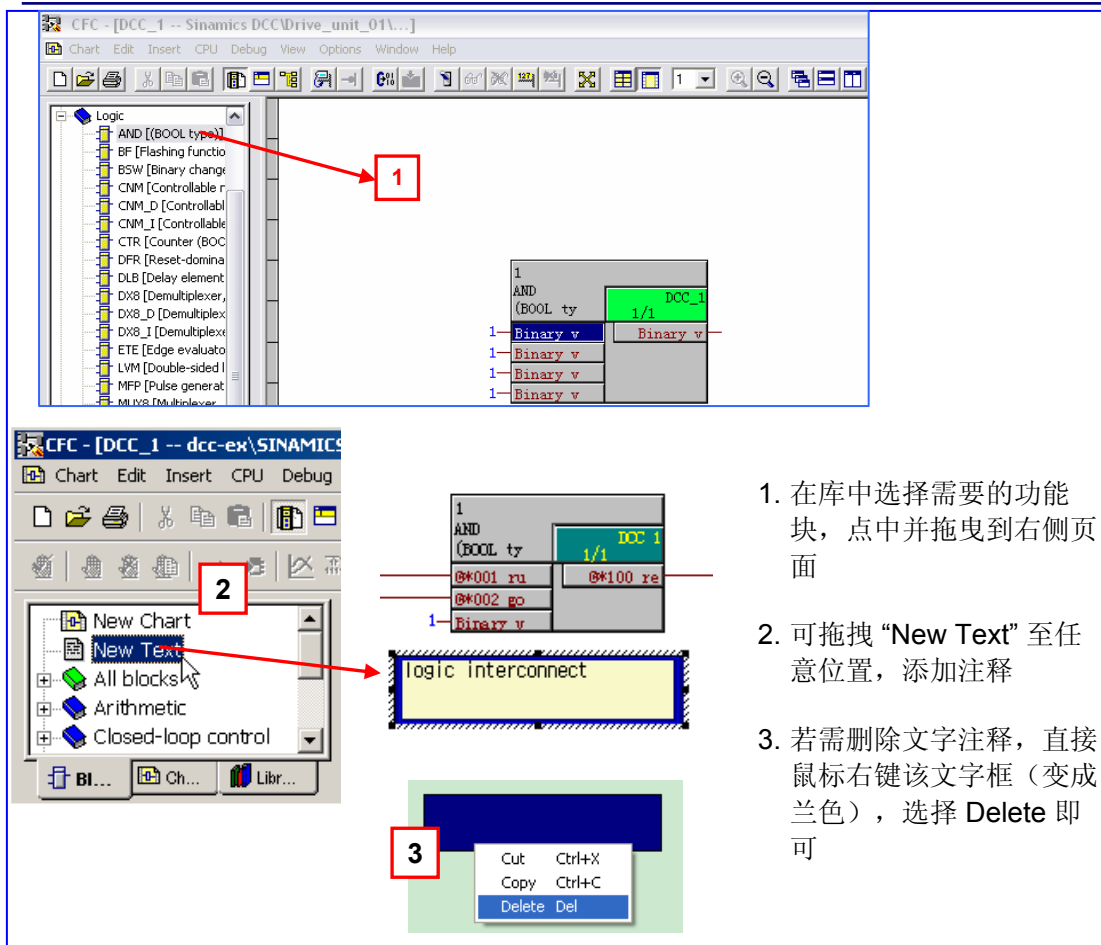 CFC - [DCC_1 -- Sinamics DCC\Drive_unit_01\...]
Chart Edit Insert CPU Debug View Options Window Help
1
Logic
AND [(BOOL type)]
BF [Flashing functio
BSW [Binary change
CNM [Controllable r
CNM_D [Controllabl
CNM_I [Controllable
CTR [Counter (BOC
DFR [Reset-domina
DLB [Delay element
DX8 [Demultiplexer,
DX8_D [Demultiplex
DX8_I [Demultiplexe
ETE [Edge evaluato
LVM [Double-sided l
MFP [Pulse generat
MUX8 [Multiplexer
1
1
AND
(BOOL ty
DCC_1
1/1
1 Binary v Binary v
1 Binary v
1 Binary v
1 Binary v
CFC - [DCC_1 -- dcc-ex\SINAMICS
Chart Edit Insert CPU Debug
2
New Chart
New Text
All blocks
Arithmetic
Closed-loop control
Bl... Ch... Libr...
1
AND
(BOOL ty
DCC 1
1/1
@*001 ru @*100 re
@*002 go
1 Binary v
logic interconnect
3
Cut Ctrl+X
Copy Ctrl+C
Delete Del
1. 在库中选择需要的功能
块，点中并拖曳到右侧页
面
2. 可拖拽 “New Text” 至任
意位置，添加注释
3. 若需删除文字注释，直接
鼠标右键该文字框（变成
兰色），选择 Delete 即
可